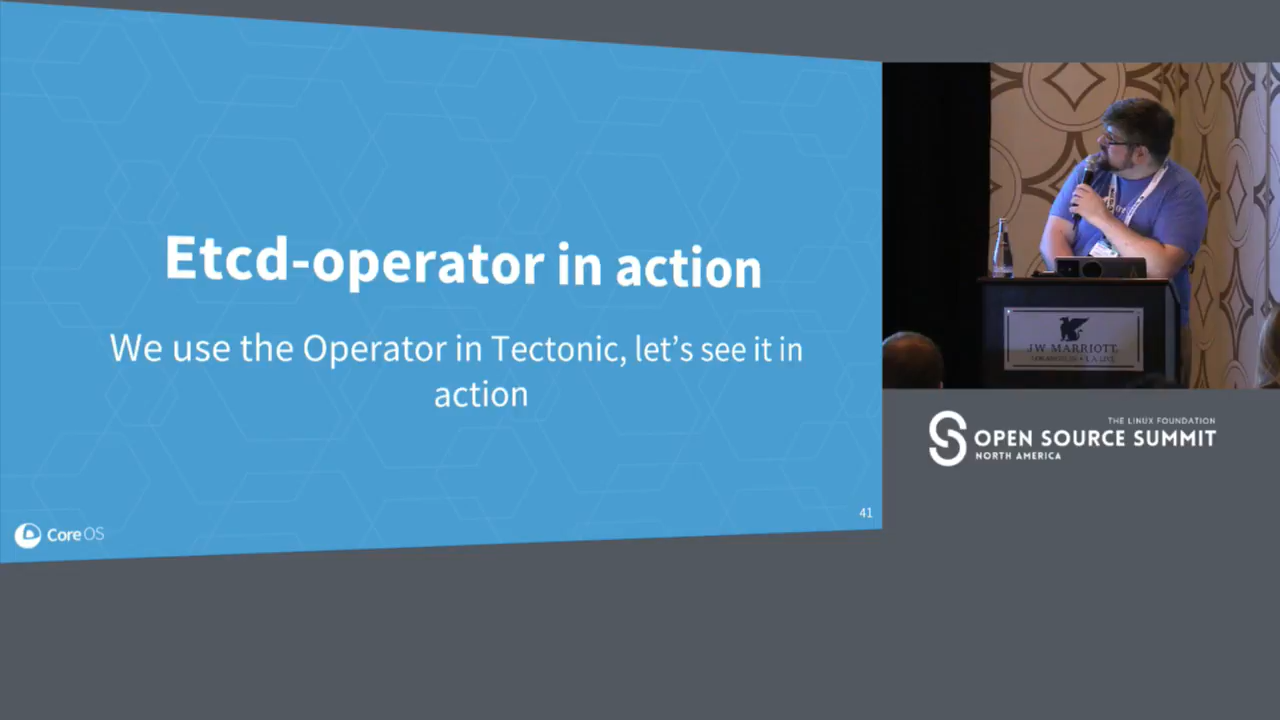 Etcd-operator in action
We use the Operator in Tectonic, let's see it in
action
41
CoreOS
JW MARRIOTT
THE LINUX FOUNDATION
OPEN SOURCE SUMMIT
NORTH AMERICA